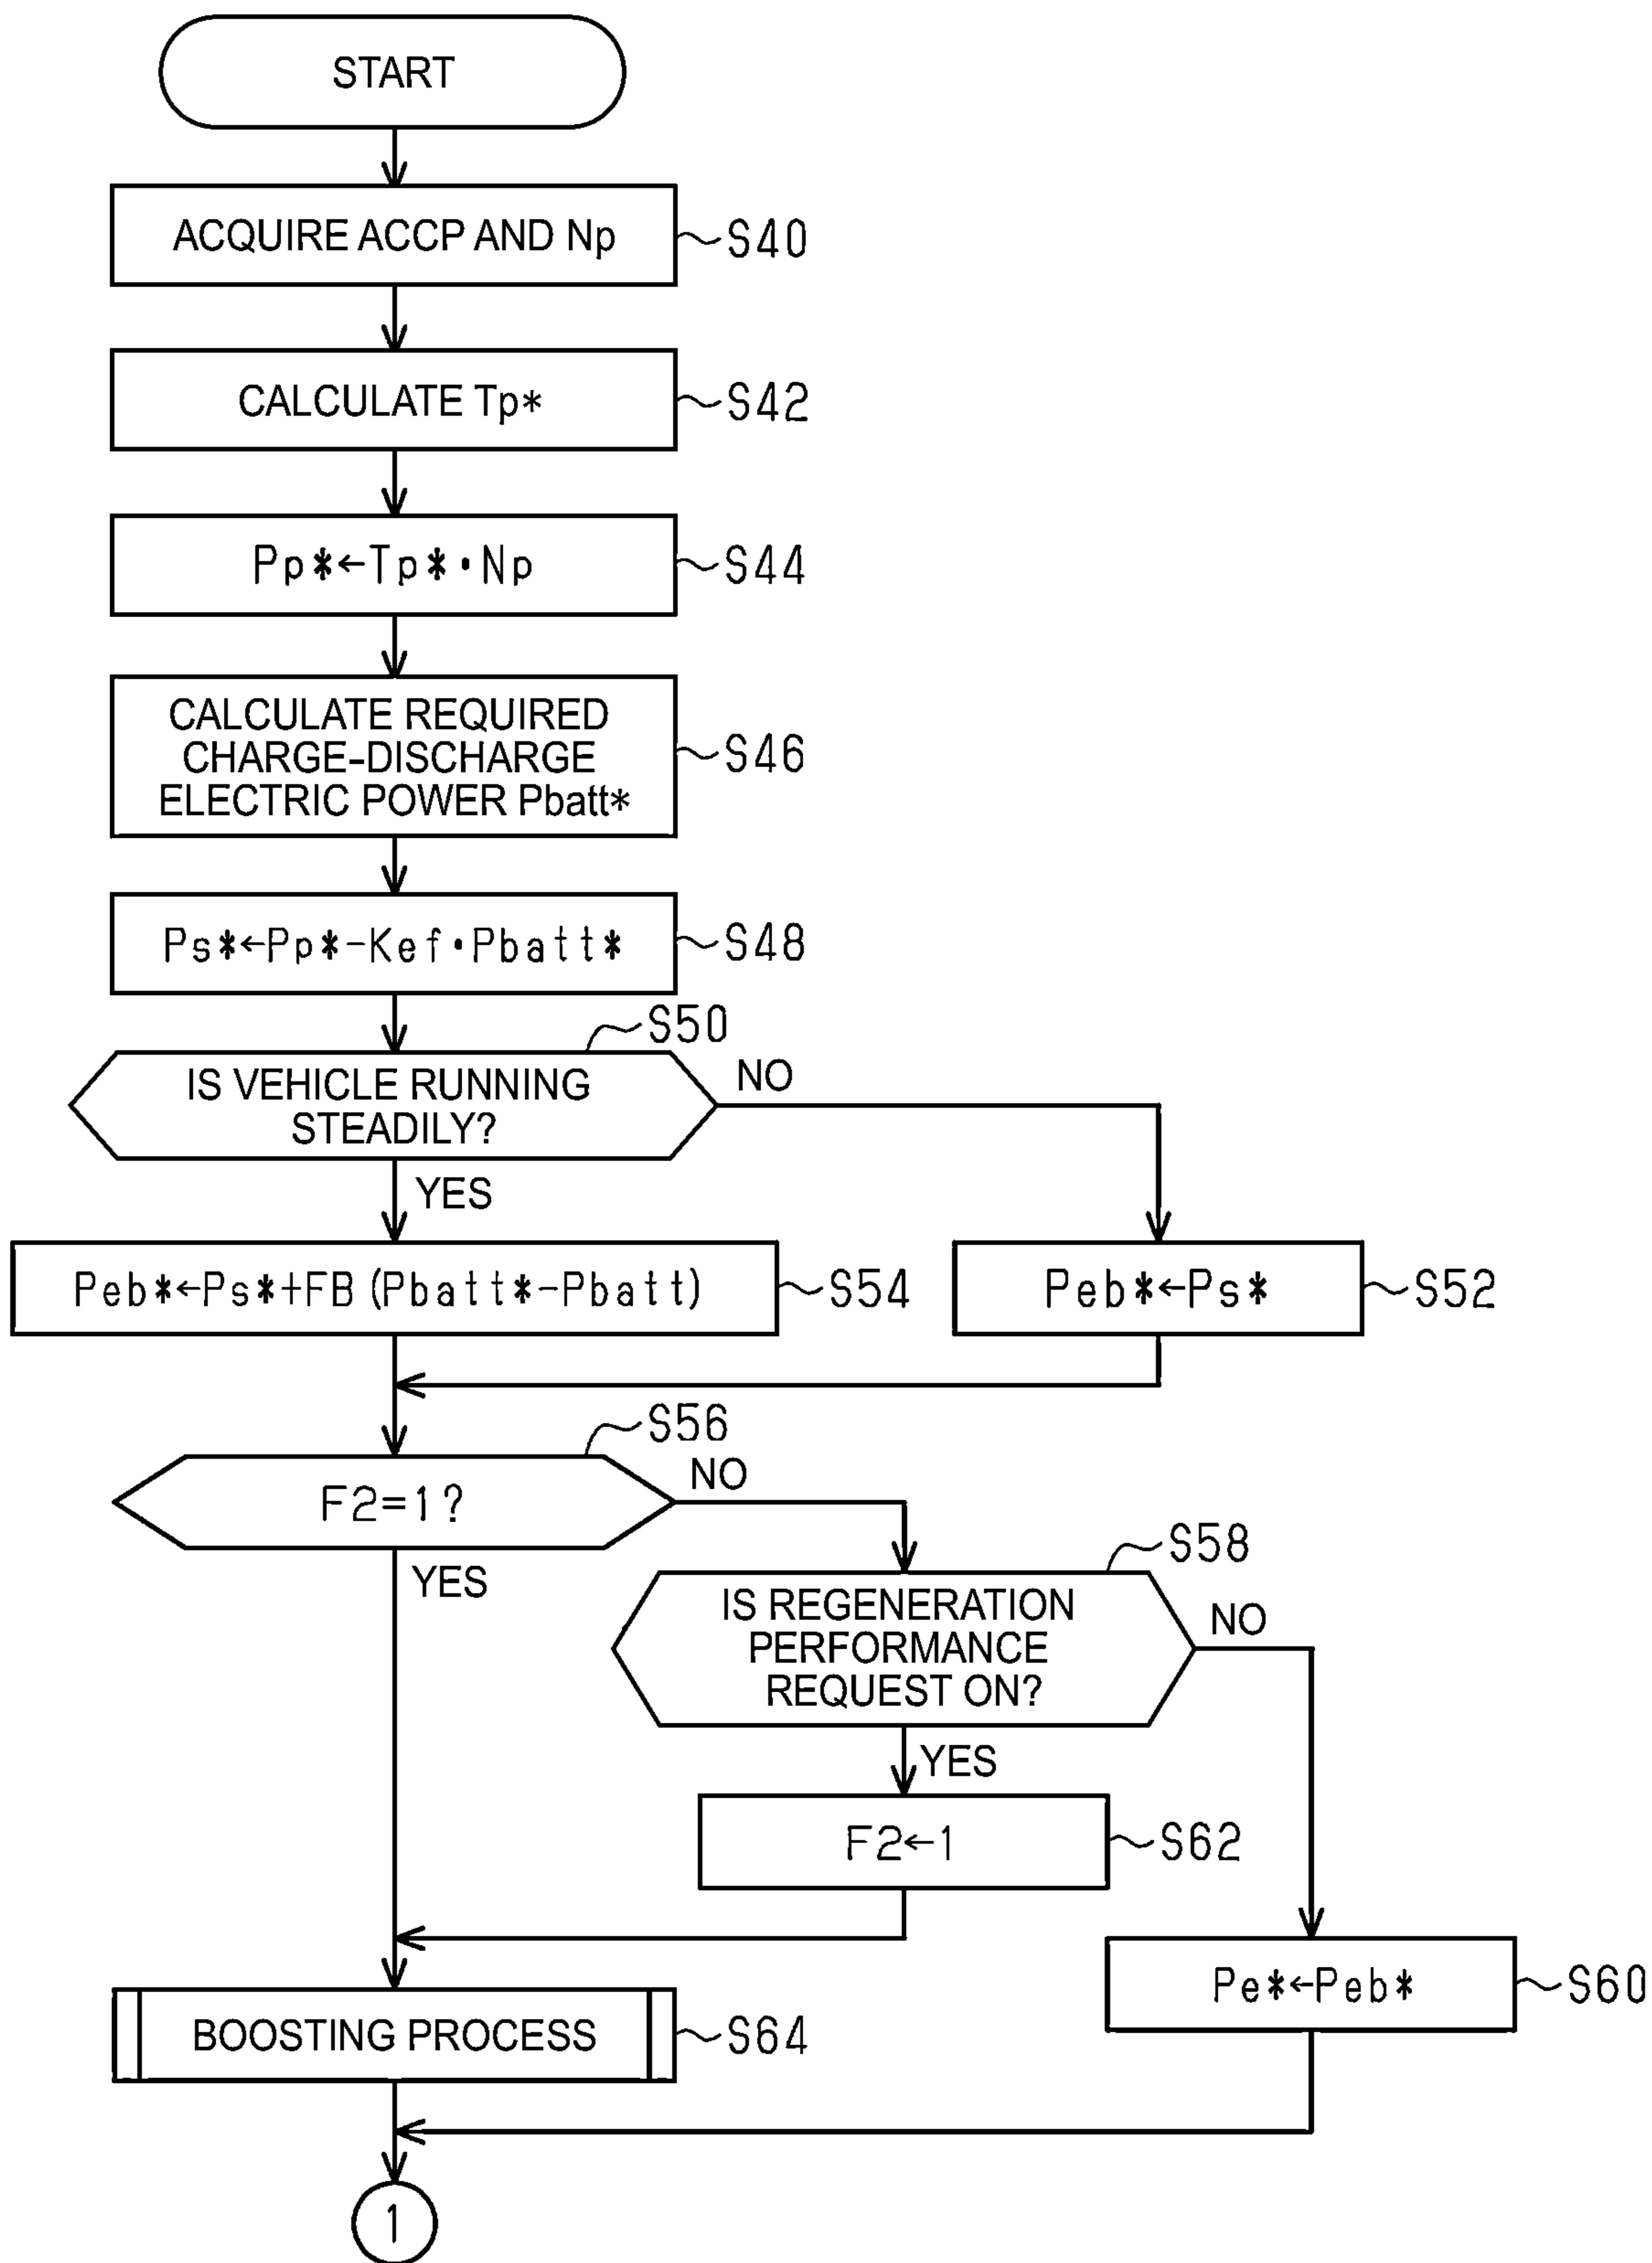 START
ACQUIRE ACCP AND Np
S40
CALCULATE Tp*
S42
Pp*←Tp*·Np
S44
CALCULATE REQUIRED
CHARGE-DISCHARGE
ELECTRIC POWER Pbatt*
S46
Ps*←Pp*-Kef·Pbatt*
S48
S50
IS VEHICLE RUNNING
STEADILY?
NO
YES
Peb*←Ps*+FB(Pbatt*-Pbatt)
S54
Peb*←Ps*
S52
S56
F2=1?
NO
YES
S58
IS REGENERATION
PERFORMANCE
REQUEST ON?
NO
YES
F2←1
S62
Pe*←Peb*
S60
BOOSTING PROCESS
S64
1